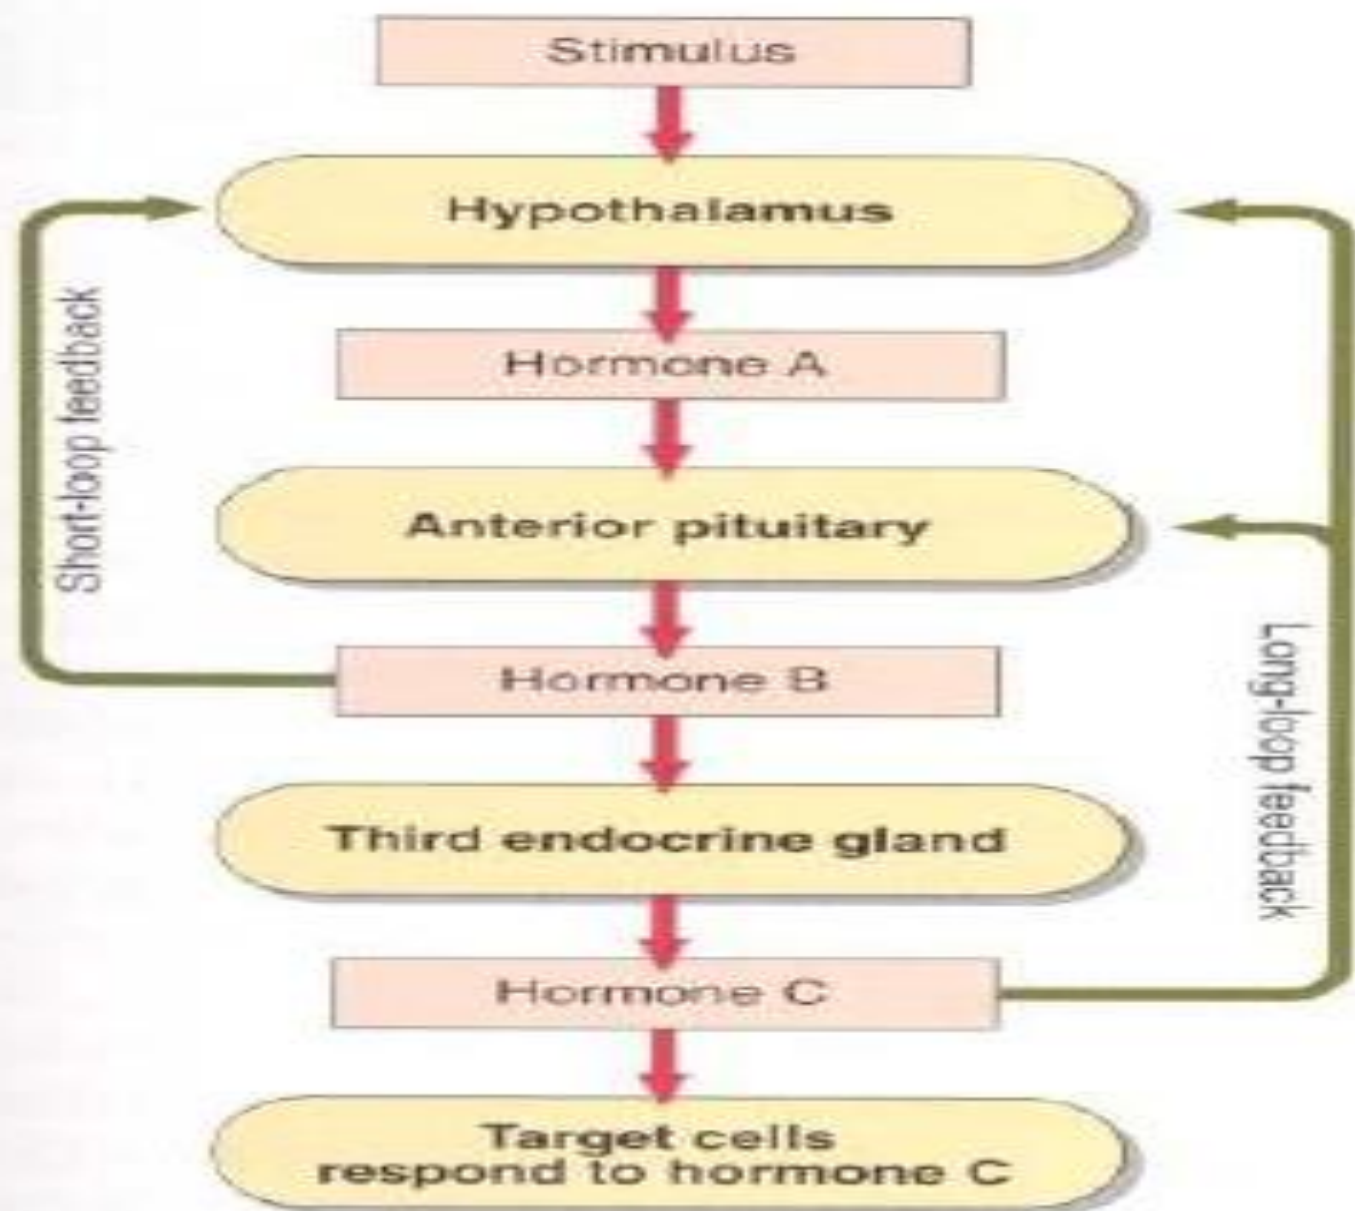 Stimulus
Hypothalamus
Hormone A
Anterior pituitary
Hormone B
Third endocrine gland
Hormone C
Target cells
respond to hormone C
Short-loop feedback
Long-loop feedback